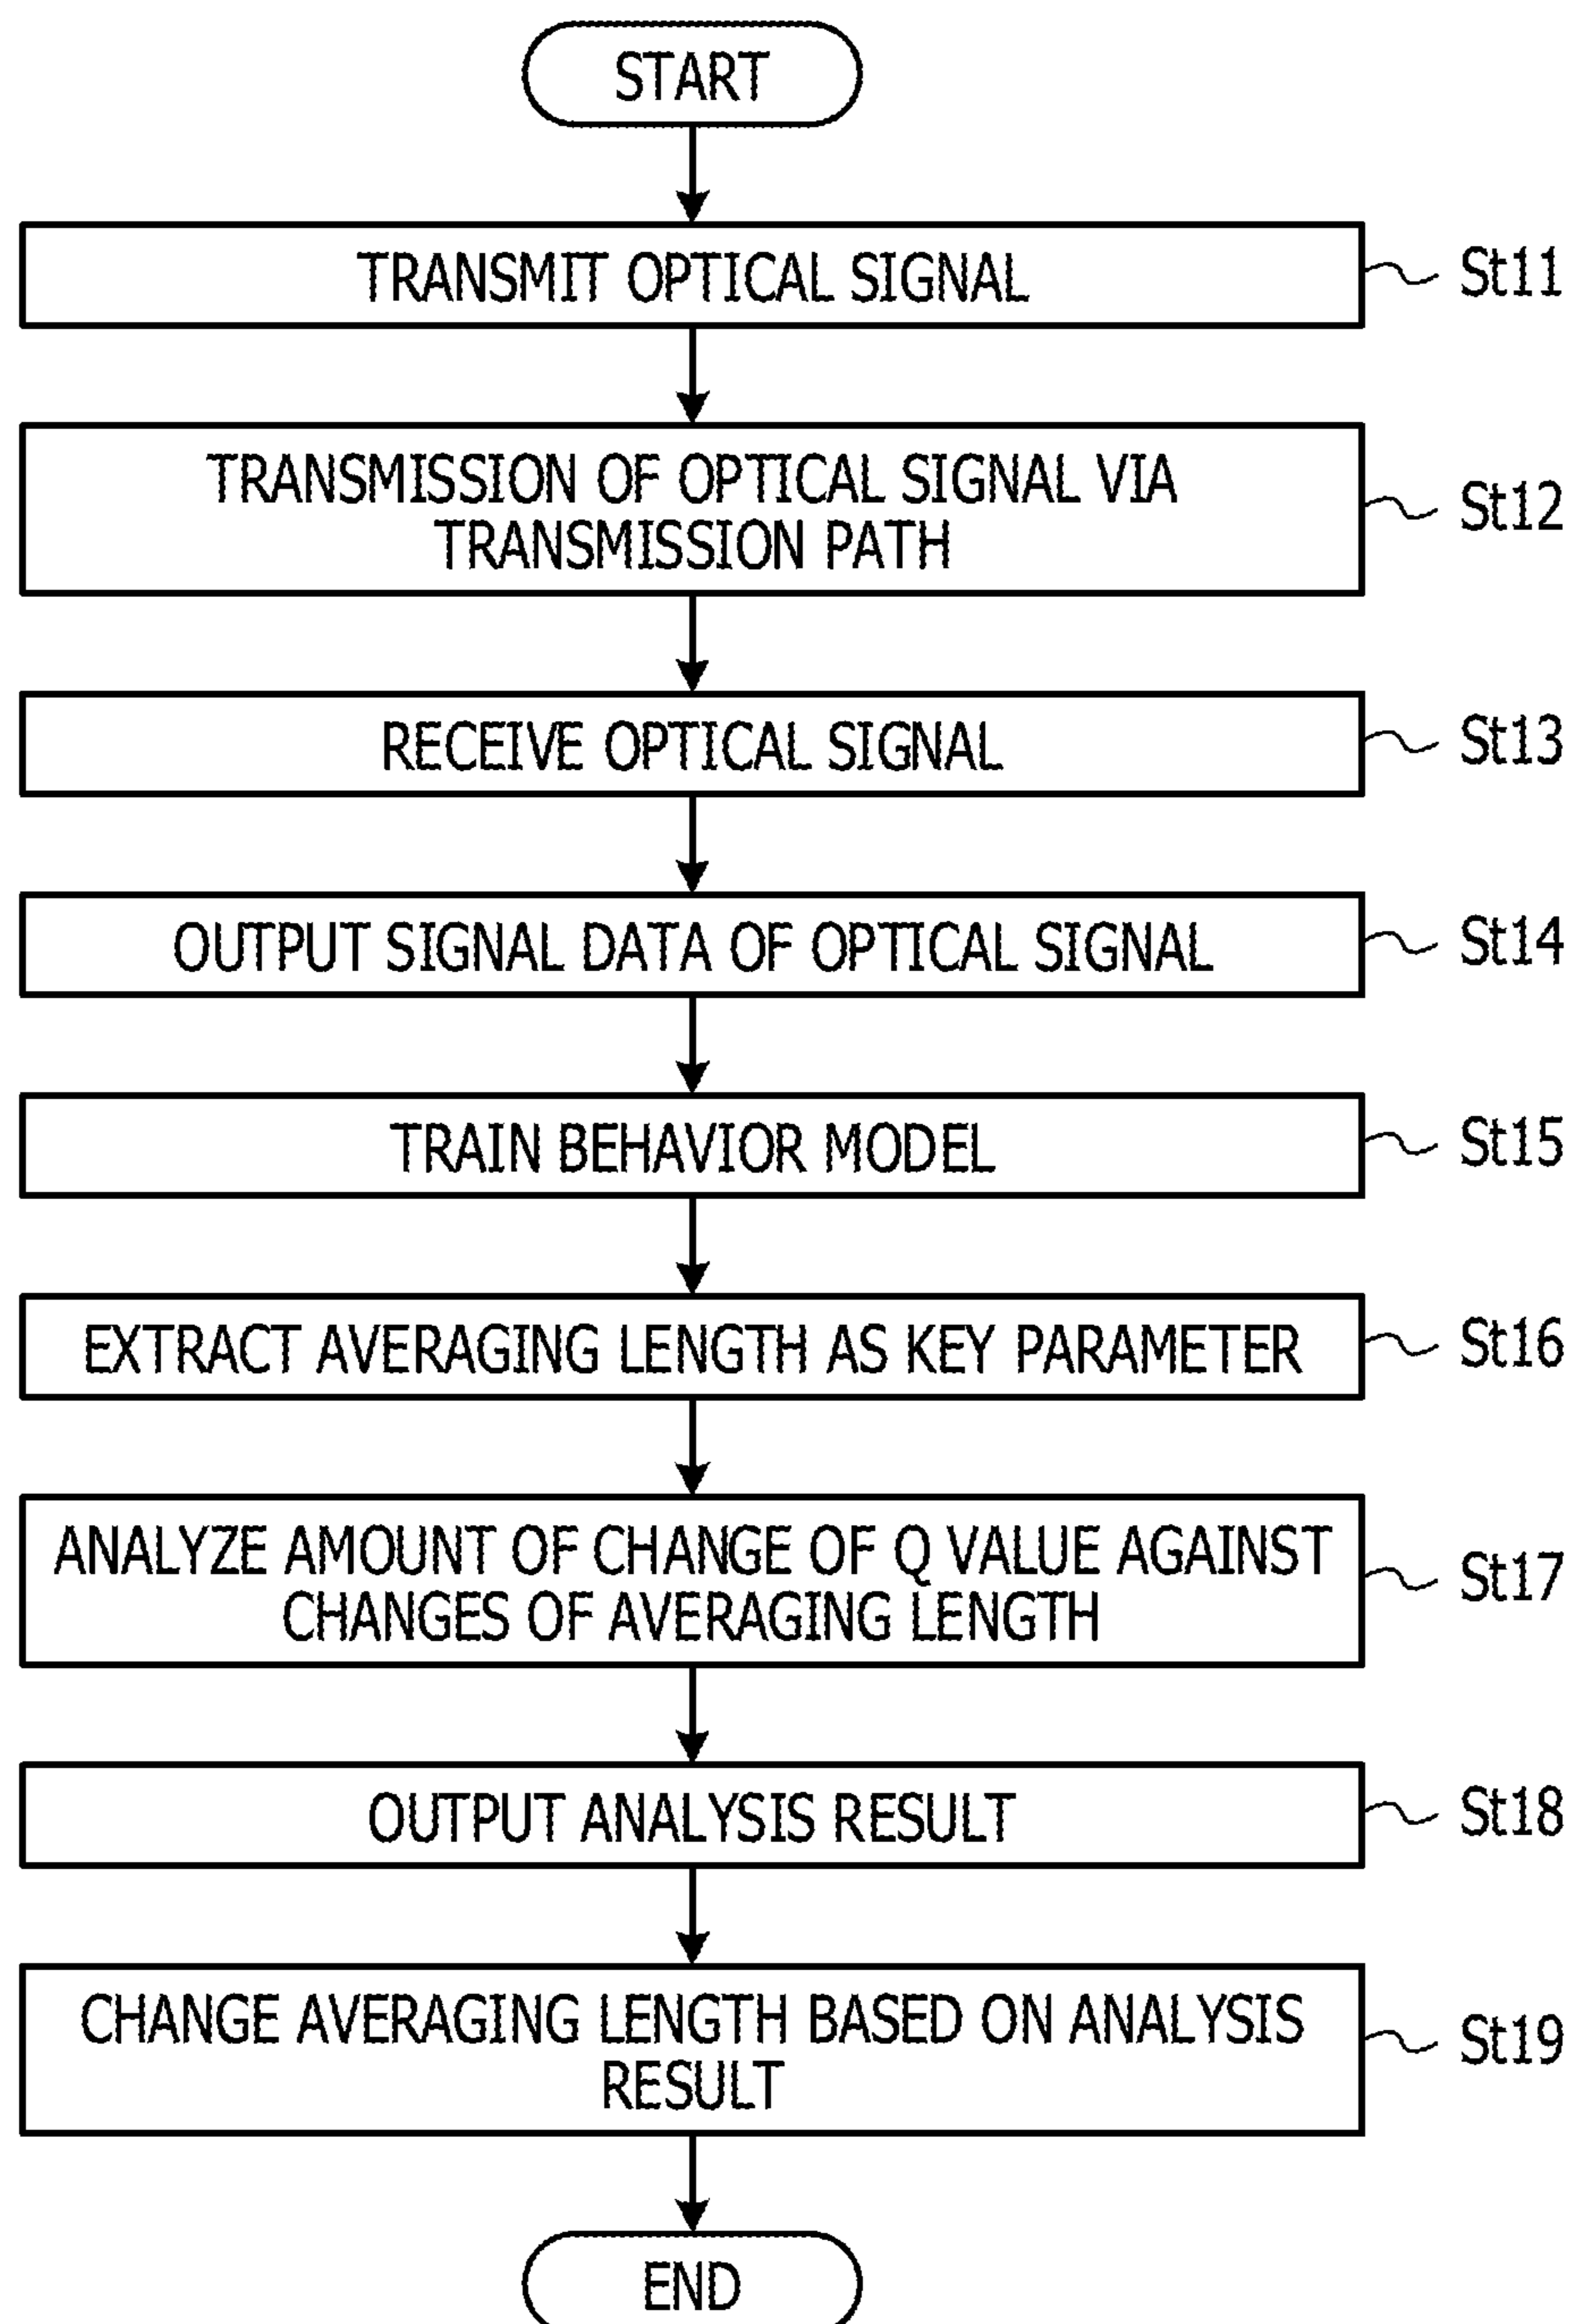 START
TRANSMIT OPTICAL SIGNAL
St11
TRANSMISSION OF OPTICAL SIGNAL VIA
TRANSMISSION PATH
St12
RECEIVE OPTICAL SIGNAL
St13
OUTPUT SIGNAL DATA OF OPTICAL SIGNAL
St14
TRAIN BEHAVIOR MODEL
St15
EXTRACT AVERAGING LENGTH AS KEY PARAMETER
St16
ANALYZE AMOUNT OF CHANGE OF Q VALUE AGAINST
CHANGES OF AVERAGING LENGTH
St17
OUTPUT ANALYSIS RESULT
St18
CHANGE AVERAGING LENGTH BASED ON ANALYSIS
RESULT
St19
END